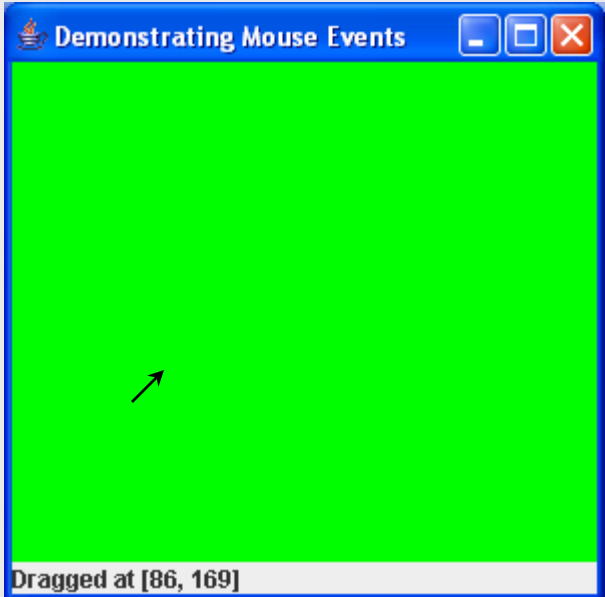 Demonstrating Mouse Events
Dragged at [86, 169]